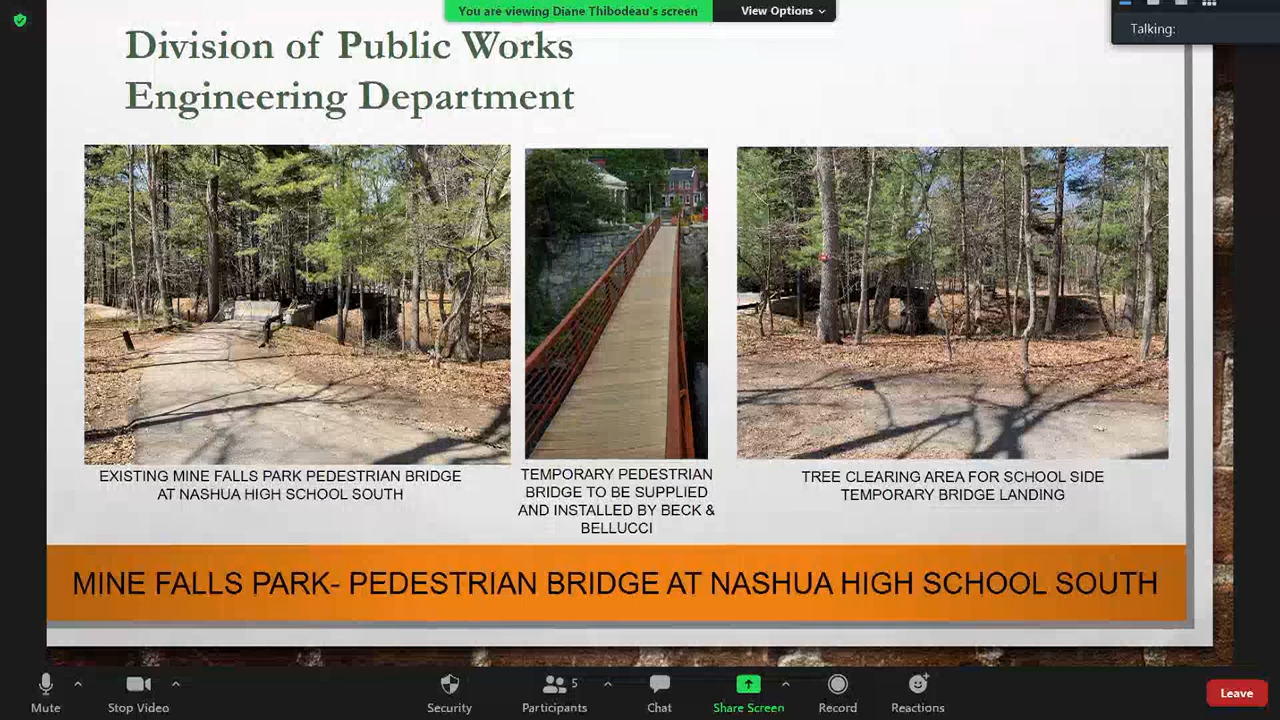 You are viewing Diane Thibodeau's screen
View Options
Talking:
Division of Public Works
Engineering Department
EXISTING MINE FALLS PARK PEDESTRIAN BRIDGE
AT NASHUA HIGH SCHOOL SOUTH
TEMPORARY PEDESTRIAN
BRIDGE TO BE SUPPLIED
AND INSTALLED BY BECK &
BELLUCCI
TREE CLEARING AREA FOR SCHOOL SIDE
TEMPORARY BRIDGE LANDING
MINE FALLS PARK- PEDESTRIAN BRIDGE AT NASHUA HIGH SCHOOL SOUTH
Mute
Stop Video
Security
Participants
5
Chat
Share Screen
Record
Reactions
Leave